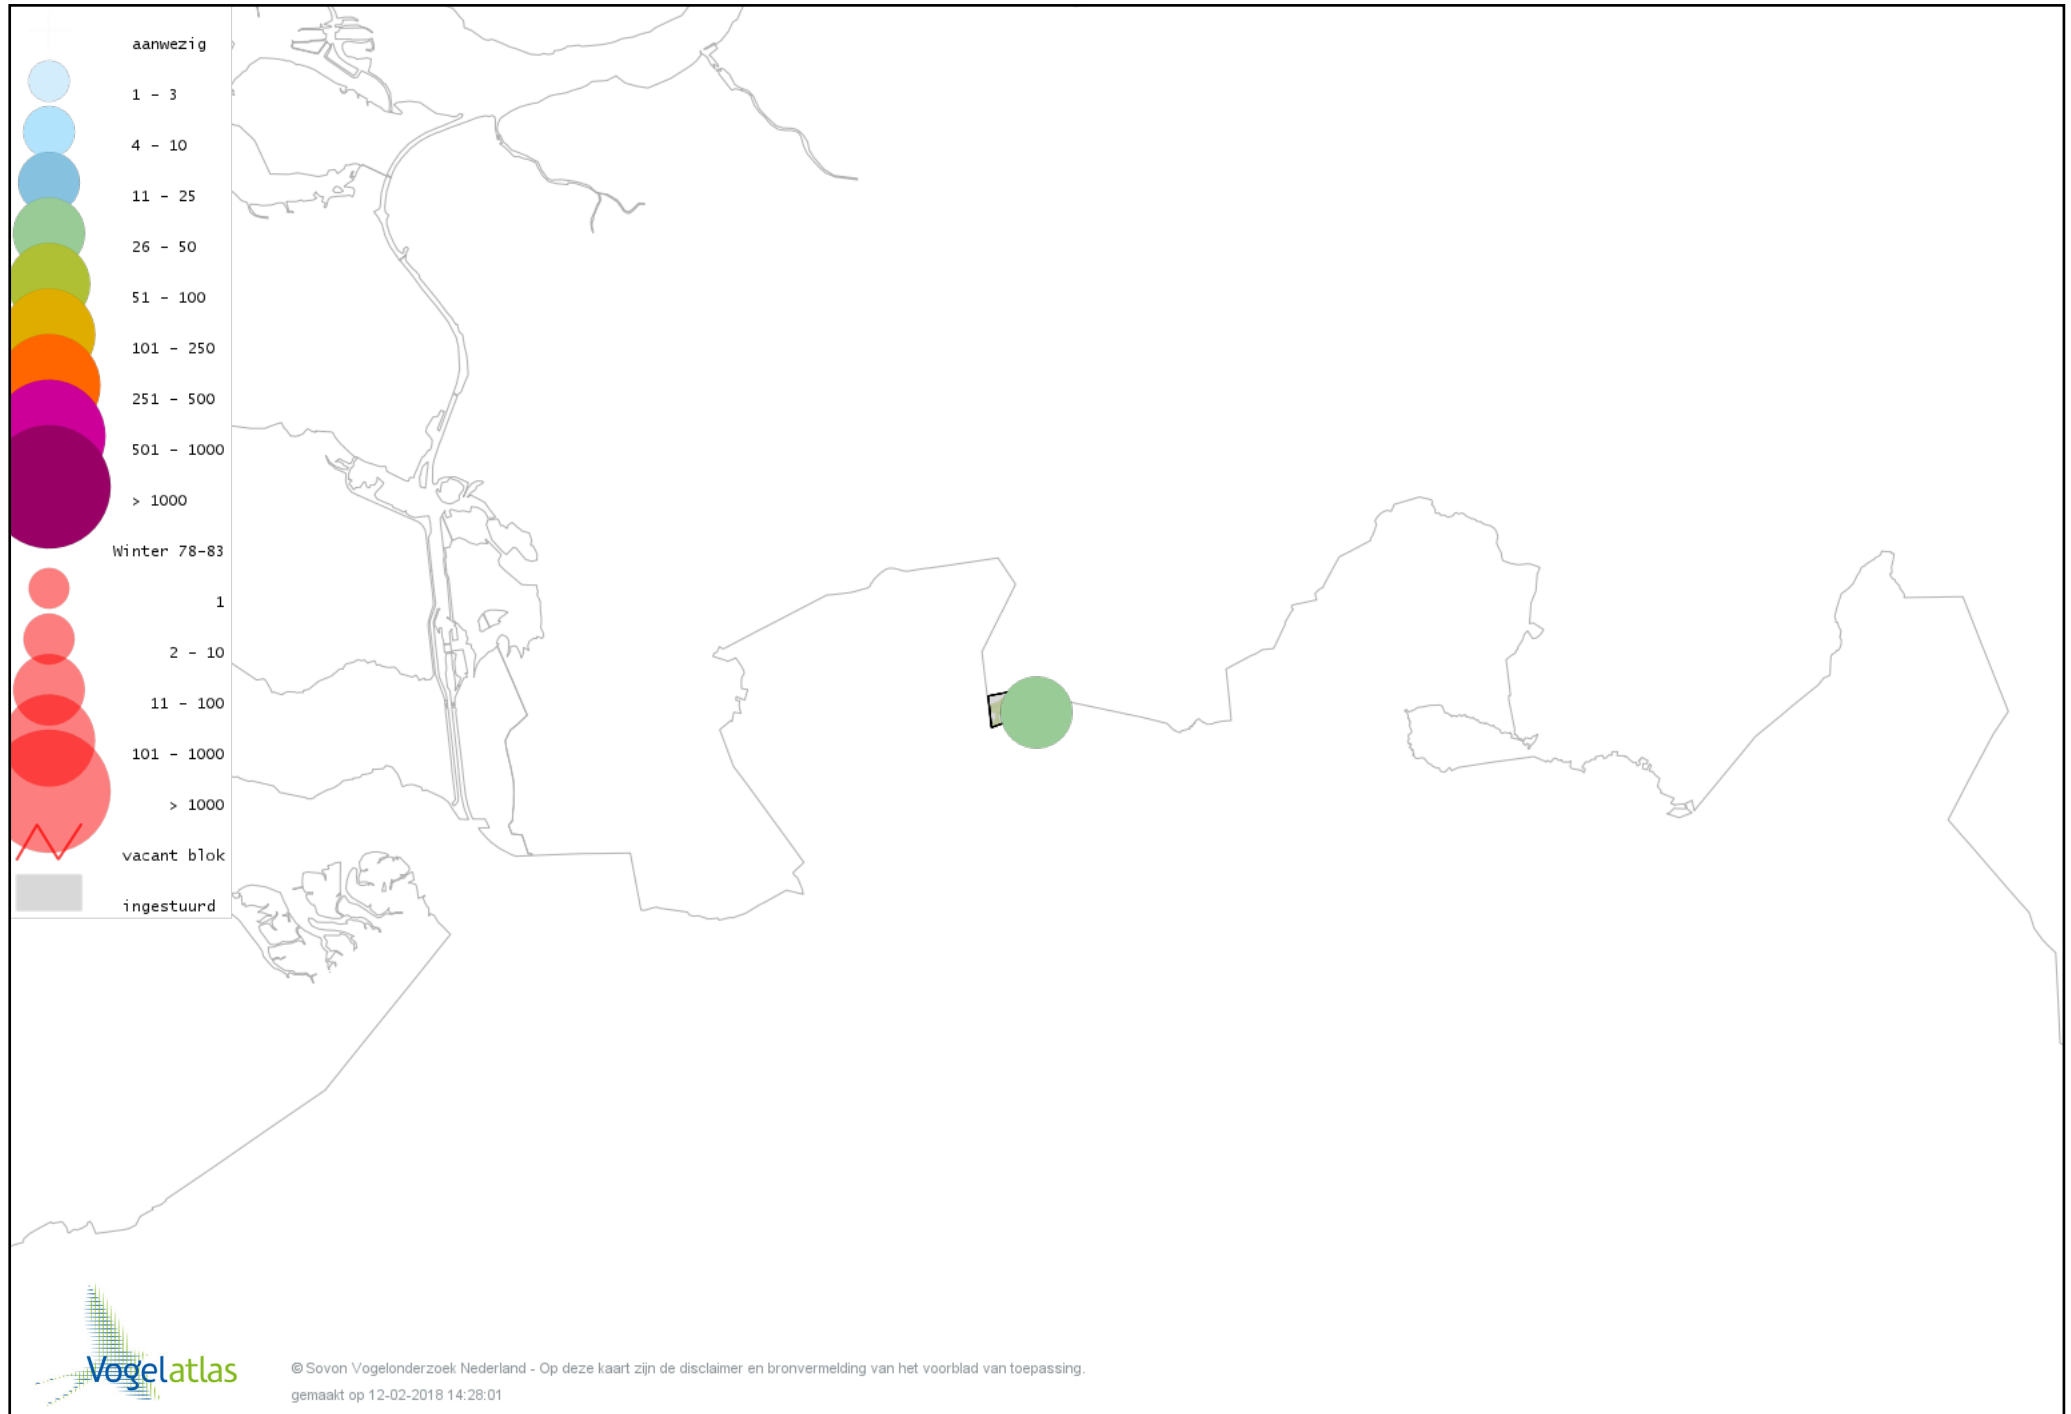 aanwezig
1 - 3
4 - 10
11 - 25
26 - 50
51 - 100
101 - 250
251 - 500
501 - 1000
> 1000
Winter 78-83
1
2 - 10
11 - 100
101 - 1000
> 1000
vacant blok
ingestuurd
Vogelatlas
© Sovon Vogelonderzoek Nederland - Op deze kaart zijn de disclaimer en bronvermelding van het voorblad van toepassing.
gemaakt op 12-02-2018 14:28:01